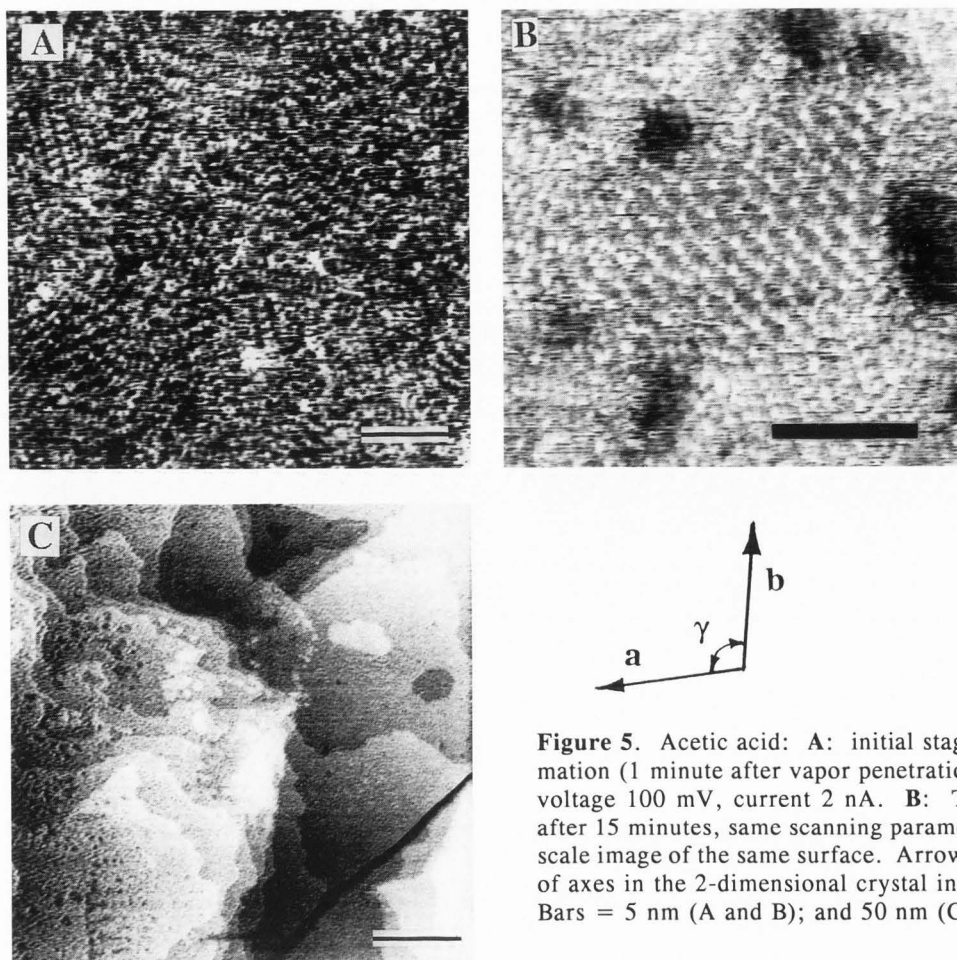 A
B
C
b
γ
a
Figure 5. Acetic acid: A: initial stag
mation (1 minute after vapor penetratio
voltage 100 mV, current 2 nA. B: T
after 15 minutes, same scanning parame
scale image of the same surface. Arrow
of axes in the 2-dimensional crystal in
Bars = 5 nm (A and B); and 50 nm (C